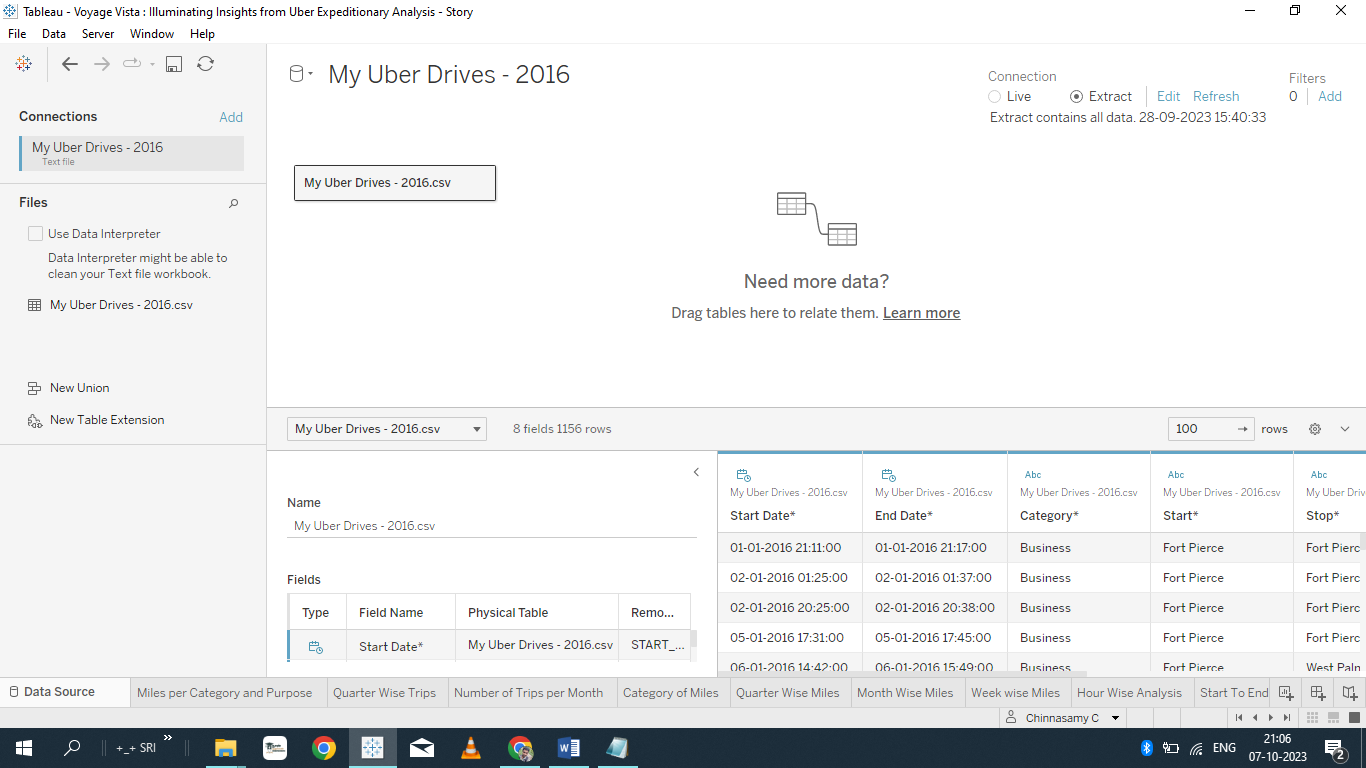 Tableau - Voyage Vista : Illuminating Insights from Uber Expeditionary Analysis - Story
File Data Server Window Help
My Uber Drives - 2016
Connection
Live Extract Edit Refresh
Extract contains all data. 28-09-2023 15:40:33
Filters
0 Add
Connections Add
My Uber Drives - 2016
Text file
Files
Use Data Interpreter
Data Interpreter might be able to
clean your Text file workbook.
My Uber Drives - 2016.csv
New Union
New Table Extension
My Uber Drives - 2016.csv
Need more data?
Drag tables here to relate them. Learn more
My Uber Drives - 2016.csv 8 fields 1156 rows 100 rows
Name
My Uber Drives - 2016.csv
Fields
Type Field Name Physical Table Remo...
Start Date* My Uber Drives - 2016.csv START_...
Abc Abc Abc
My Uber Drives - 2016.csv My Uber Drives - 2016.csv My Uber Drives - 2016.csv My Uber Drives - 2016.csv My Uber Driv
Start Date* End Date* Category* Start* Stop*
01-01-2016 21:11:00 01-01-2016 21:17:00 Business Fort Pierce Fort Pierc
02-01-2016 01:25:00 02-01-2016 01:37:00 Business Fort Pierce Fort Pierc
02-01-2016 20:25:00 02-01-2016 20:38:00 Business Fort Pierce Fort Pierc
05-01-2016 17:31:00 05-01-2016 17:45:00 Business Fort Pierce Fort Pierc
06-01-2016 14:42:00 06-01-2016 15:49:00 Business Fort Pierce West Paln
Data Source Miles per Category and Purpose Quarter Wise Trips Number of Trips per Month Category of Miles Quarter Wise Miles Month Wise Miles Week wise Miles Hour Wise Analysis Start To End
Chinnasamy C
+_+ SRI ENG 21:06
07-10-2023
2